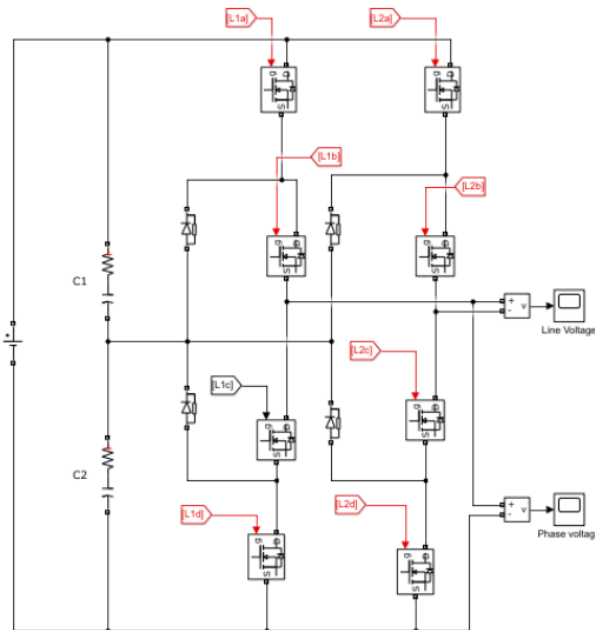 [L1a]
[L2a]
g
D
S
g
D
S
[L1b]
[L2b]
g
D
S
g
D
S
C1
+
-
v
Line Voltage
+
[L1c]
[L2c]
g
D
S
g
D
S
C2
[L1d]
[L2d]
+
-
v
Phase voltag
g
D
S
g
D
S